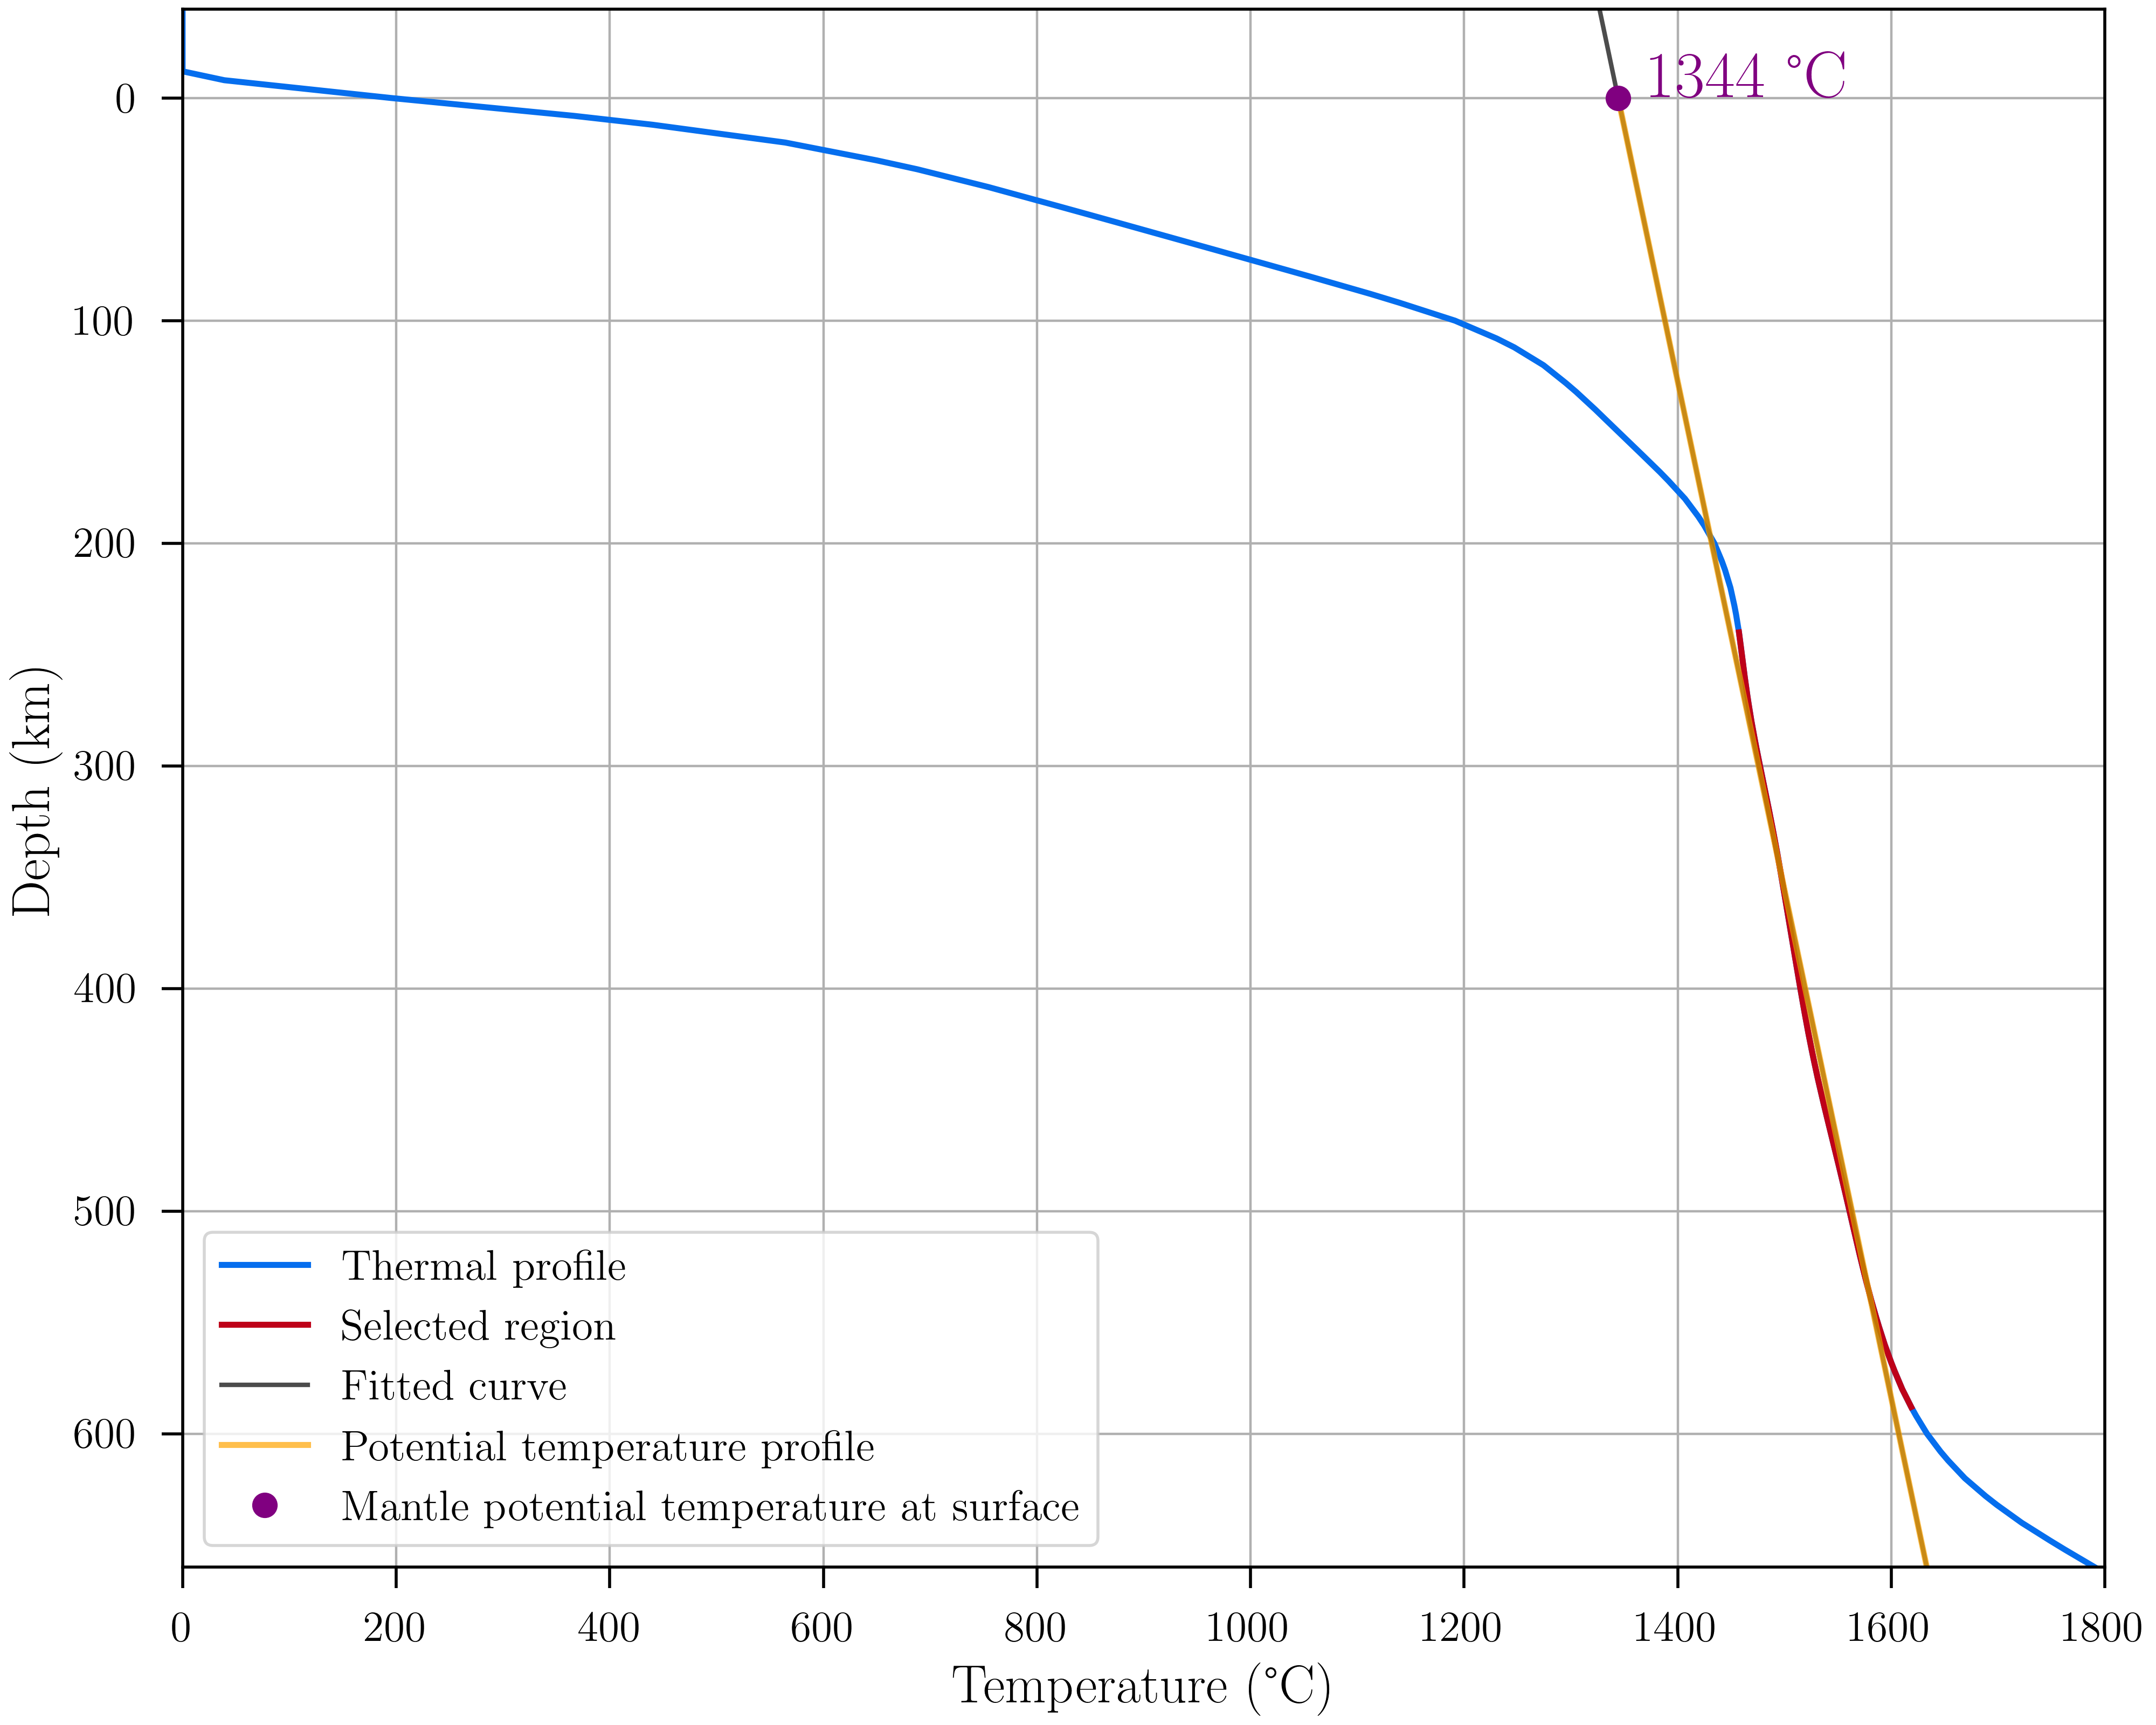 1344 °C
0
100
200
300
400
500
600
Depth (km)
Thermal profile
Selected region
Fitted curve
Potential temperature profile
Mantle potential temperature at surface
0 200 400 600 800 1000 1200 1400 1600 1800
Temperature (°C)